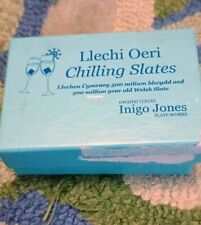 Llechi Oeri
Chilling Slates
Llechen Cymraeg 500 miliwn blwydd oed
500 million year old Welsh Slate
GWAITH LLECHI
Inigo Jones
SLATE WORKS